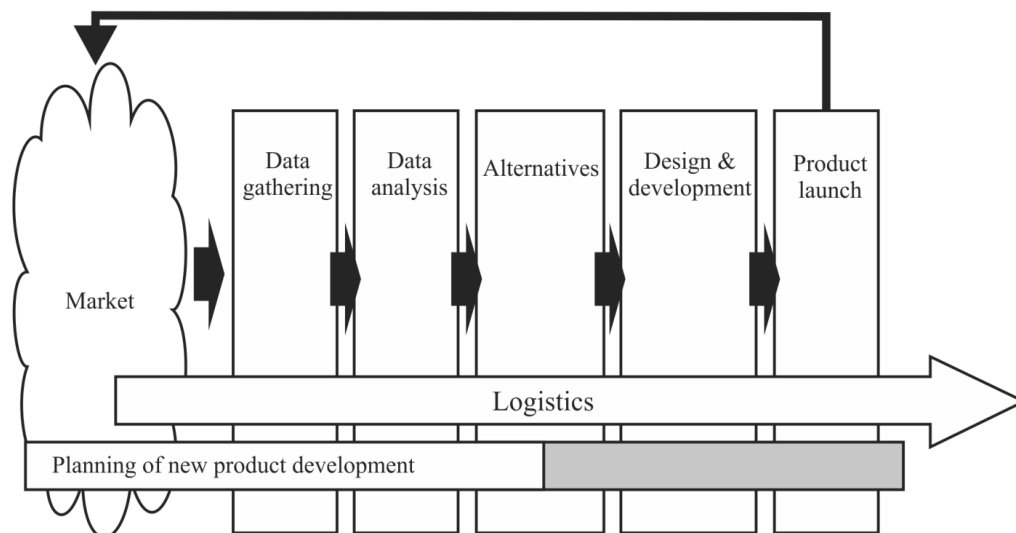 Market
Data
gathering
Data
analysis
Alternatives
Design &
development
Product
launch
Logistics
Planning of new product development